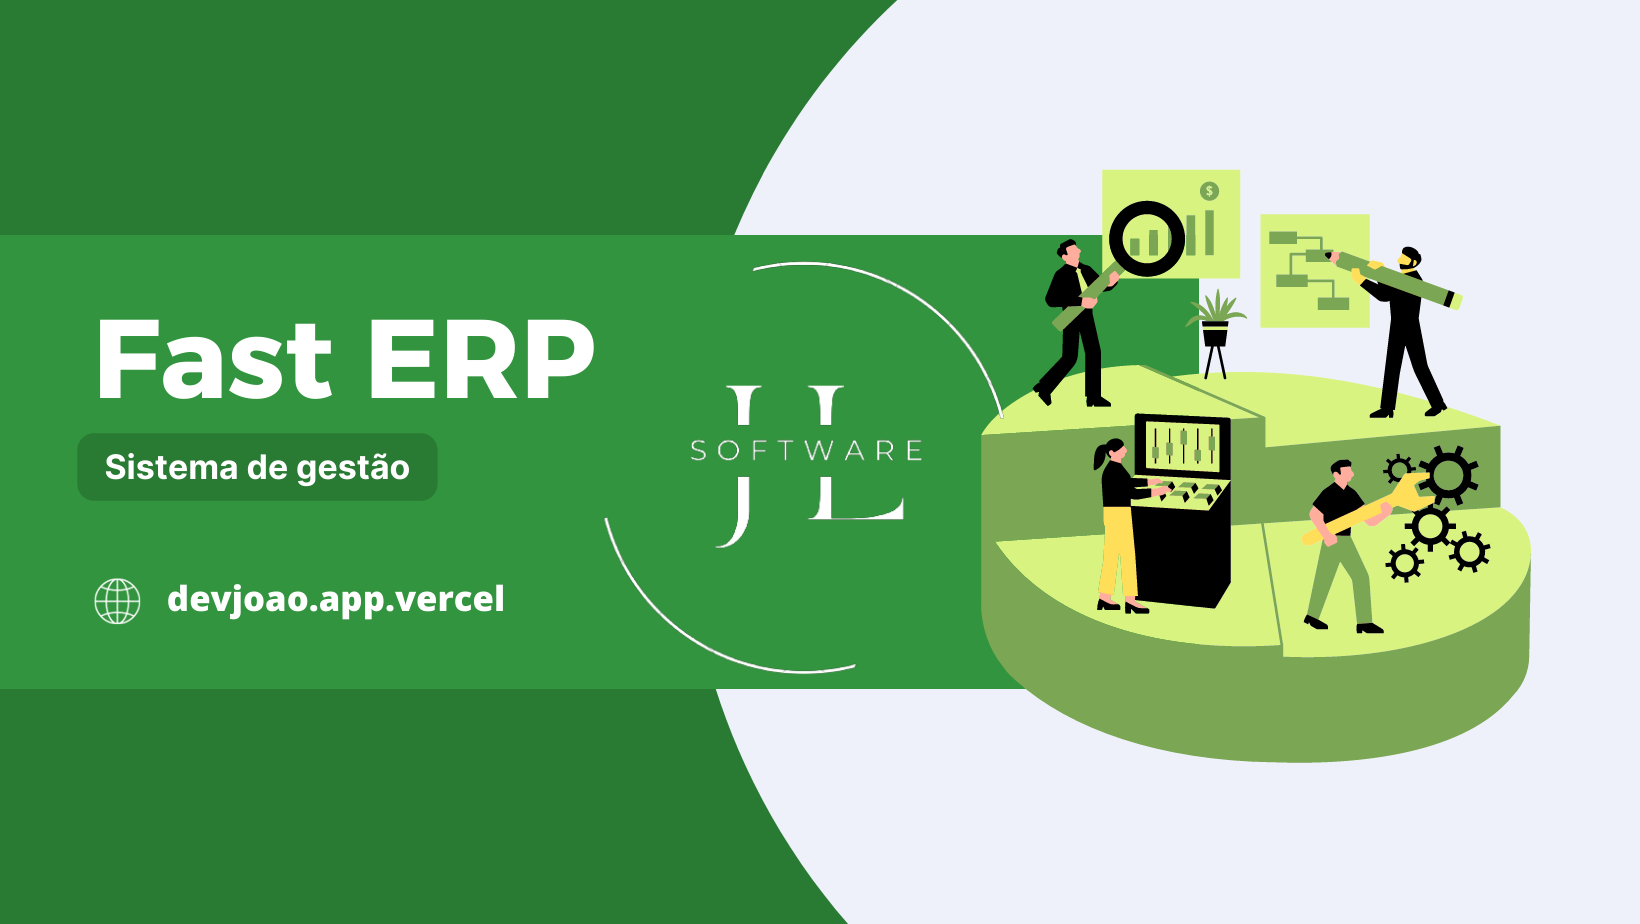 Fast ERP
Sistema de gestão
devjoao.app.vercel
JL
SOFTWARE
$